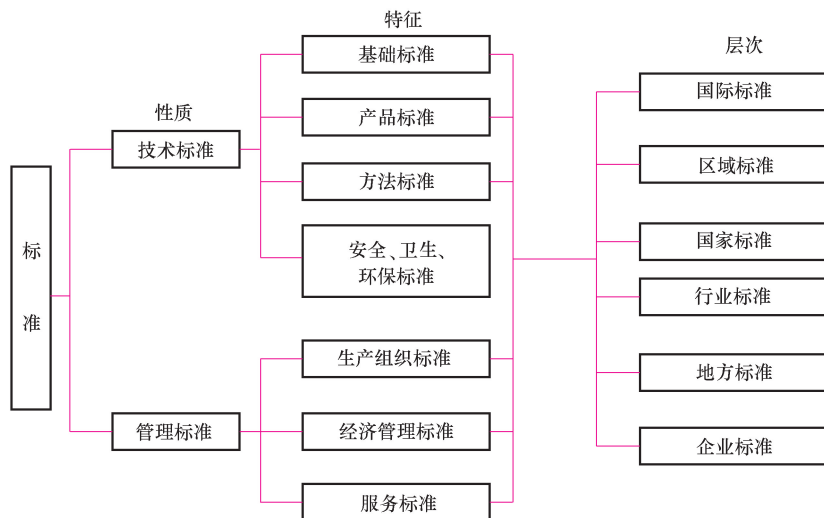 特征
层次
性质
标
准
技术标准
管理标准
基础标准
产品标准
方法标准
安全、卫生、
环保标准
生产组织标准
经济管理标准
服务标准
国际标准
区域标准
国家标准
行业标准
地方标准
企业标准